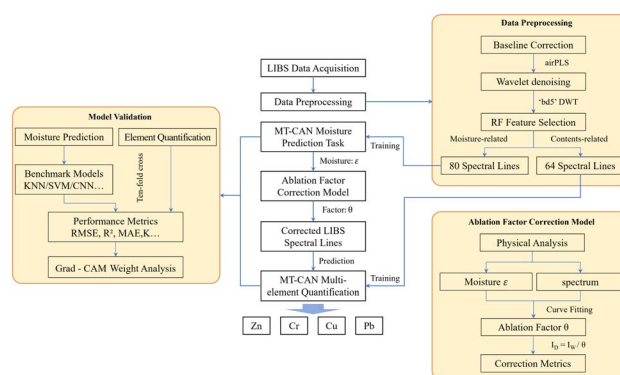 LIBS Data Acquisition
Data Preprocessing
MT-CAN Moisture
Prediction Task
Moisture: ε
Ablation Factor
Correction Model
Factor: θ
Corrected LIBS
Spectral Lines
Prediction
MT-CAN Multi-
element Quantification
Zn
Cr
Cu
Pb
Training
Training
Model Validation
Moisture Prediction
Element Quantification
Benchmark Models
KNN/SVM/CNN…
Ten-fold cross
Performance Metrics
RMSE, R², MAE,K…
Grad - CAM Weight Analysis
Data Preprocessing
Baseline Correction
airPLS
Wavelet denoising
'bd5' DWT
RF Feature Selection
Moisture-related
Contents-related
80 Spectral Lines
64 Spectral Lines
Ablation Factor Correction Model
Physical Analysis
Moisture ε
spectrum
Curve Fitting
Ablation Factor θ
I_D = I_W / θ
Correction Metrics